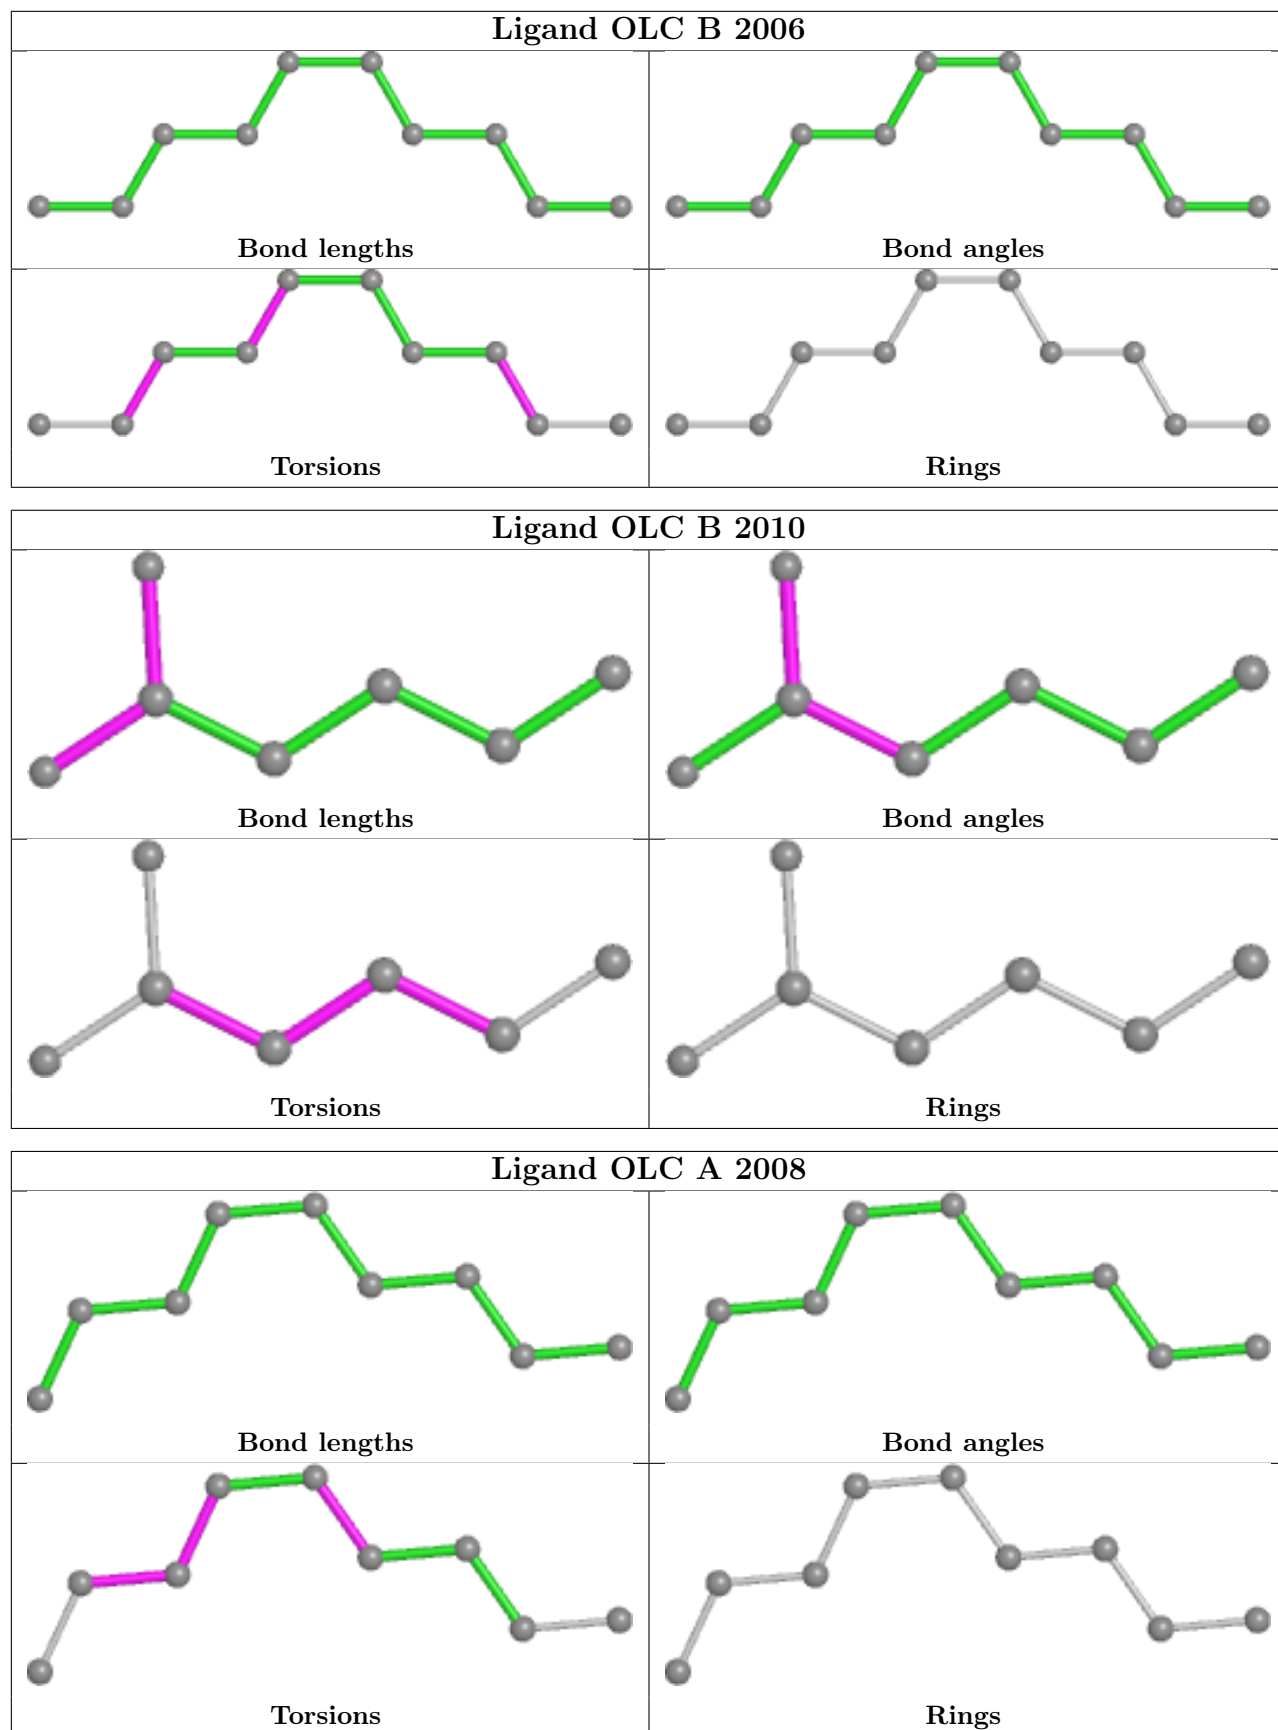 Ligand OLC B 2006
Bond lengths
Bond angles
Torsions
Rings
Ligand OLC B 2010
Bond lengths
Bond angles
Torsions
Rings
Ligand OLC A 2008
Bond lengths
Bond angles
Torsions
Rings